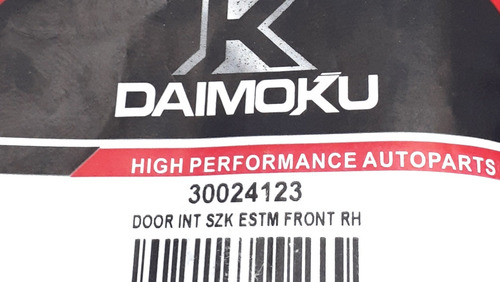 K
DAIMOKU
HIGH PERFORMANCE AUTOPARTS
30024123
DOOR INT SZK ESTM FRONT RH